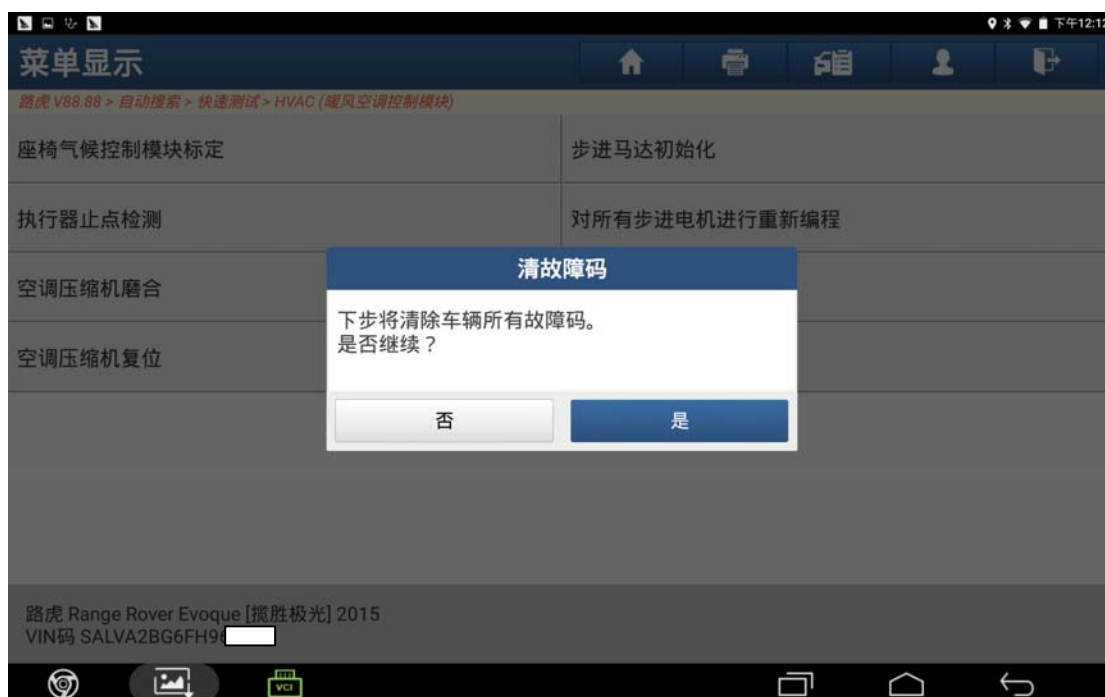 下午12:12
菜单显示
路虎 V88.88 > 自动搜索 > 快速测试 > HVAC (暖风空调控制模块)
座椅气候控制模块标定
步进马达初始化
执行器止点检测
对所有步进电机进行重新编程
空调压缩机磨合
空调压缩机复位
清故障码
下步将清除车辆所有故障码。
是否继续？
否
是
路虎 Range Rover Evoque [揽胜极光] 2015
VIN码 SALVA2BG6FH96
VCI